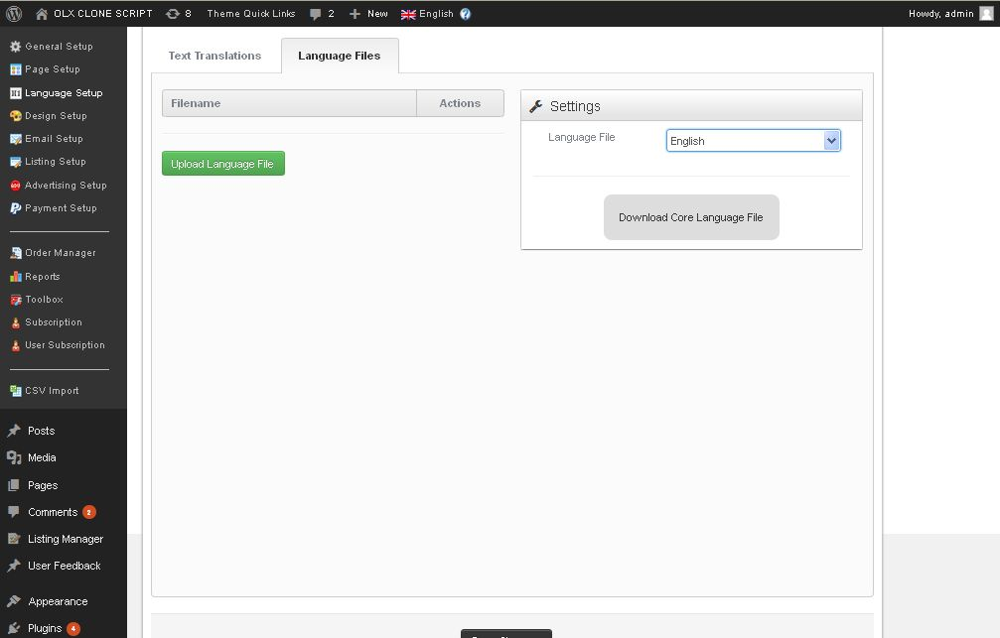 OLX CLONE SCRIPT 8 Theme Quick Links 2 New English ? Howdy, admin
General Setup
Page Setup
Language Setup
Design Setup
Email Setup
Listing Setup
Advertising Setup
Payment Setup
Order Manager
Reports
Toolbox
Subscription
User Subscription
CSV Import
Posts
Media
Pages
Comments 2
Listing Manager
User Feedback
Appearance
Plugins 4
Text Translations Language Files
Filename Actions
Upload Language File
Settings
Language File English
Download Core Language File